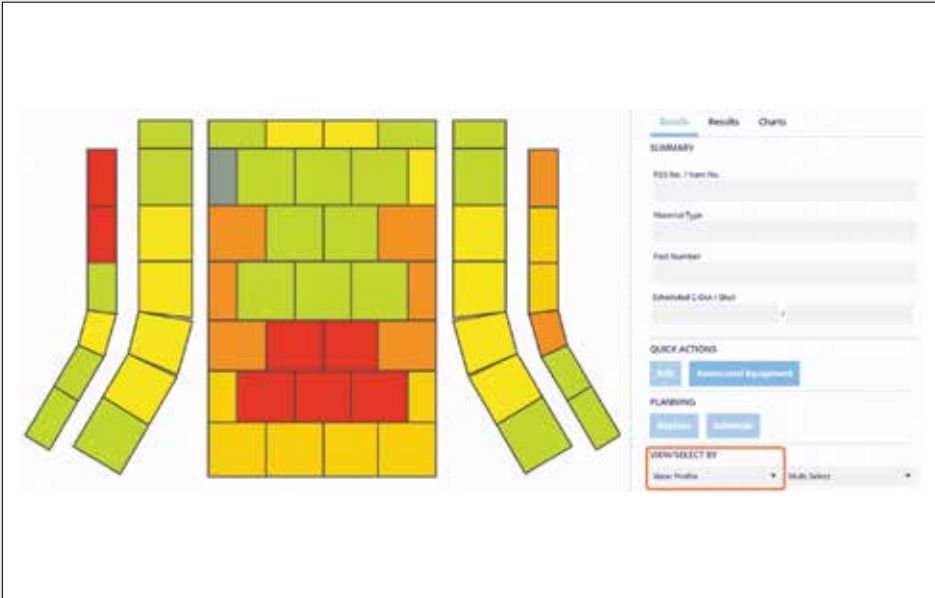 Details Results Charts
SUMMARY
Material Type
Part Number
QUICK ACTIONS
Edit Associated Equipment
PLANNING
Replace Schedule
VIEW/SELECT BY
Wear Profile Multi Select